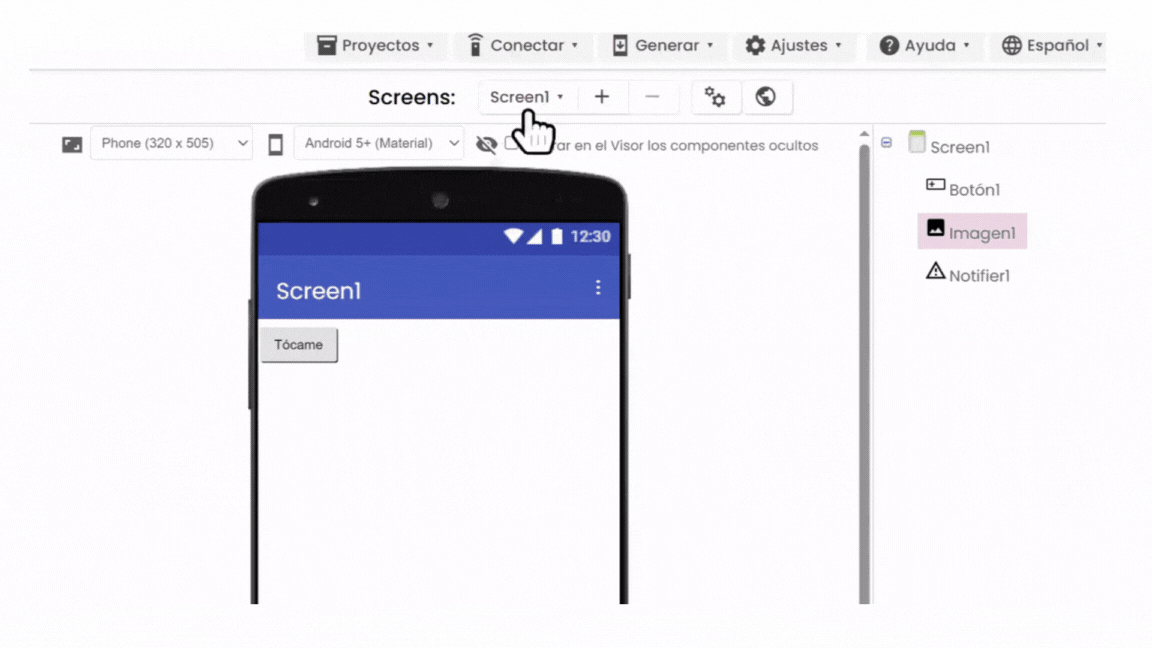 Proyectos Conectar Generar Ajustes Ayuda Español
Screens: Screen1 + −
Phone (320 x 505) Android 5+ (Material) ar en el Visor los componentes ocultos
Screen1
Botón1
Imagen1
Notifier1
12:30
Screen1
Tócame